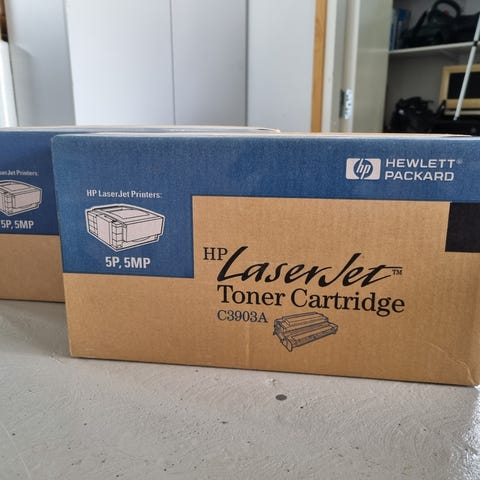 LaserJet Printers:
5P, 5MP
HP LaserJet Printers:
5P, 5MP
hp HEWLETT®
PACKARD
HP LaserJet™
Toner Cartridge
C3903A